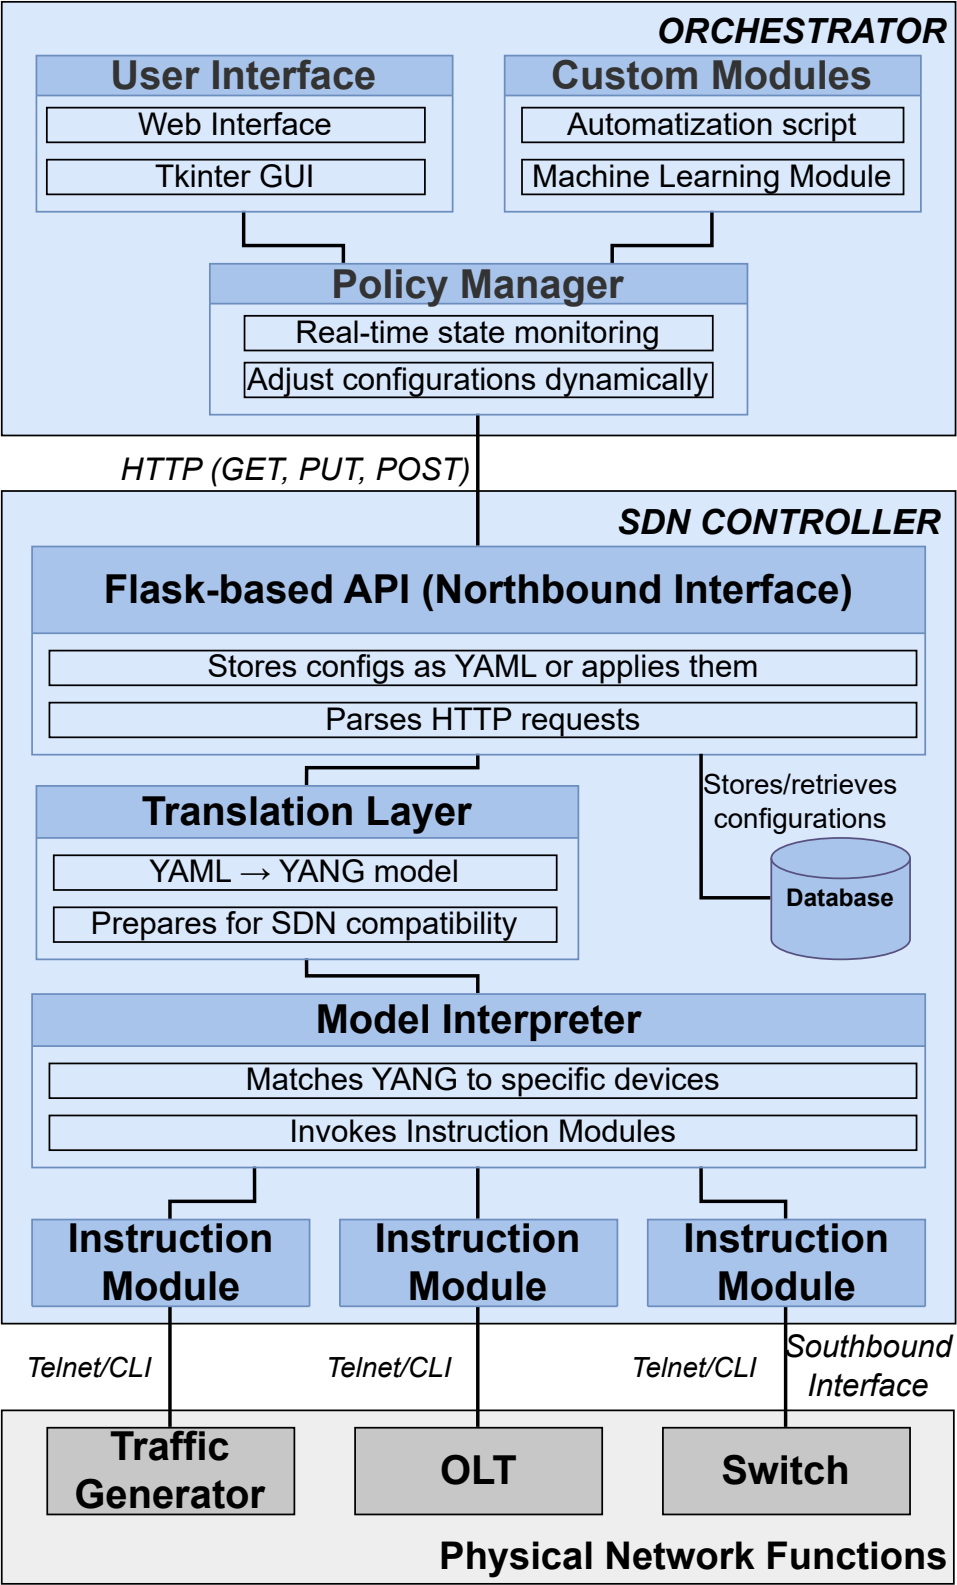 ORCHESTRATOR
User Interface
Custom Modules
Web Interface
Automatization script
Tkinter GUI
Machine Learning Module
Policy Manager
Real-time state monitoring
Adjust configurations dynamically
HTTP (GET, PUT, POST)
SDN CONTROLLER
Flask-based API (Northbound Interface)
Stores configs as YAML or applies them
Parses HTTP requests
Stores/retrieves
configurations
Translation Layer
YAML → YANG model
Prepares for SDN compatibility
Database
Model Interpreter
Matches YANG to specific devices
Invokes Instruction Modules
Instruction
Module
Instruction
Module
Instruction
Module
Telnet/CLI
Telnet/CLI
Telnet/CLI
Southbound
Interface
Traffic
Generator
OLT
Switch
Physical Network Functions